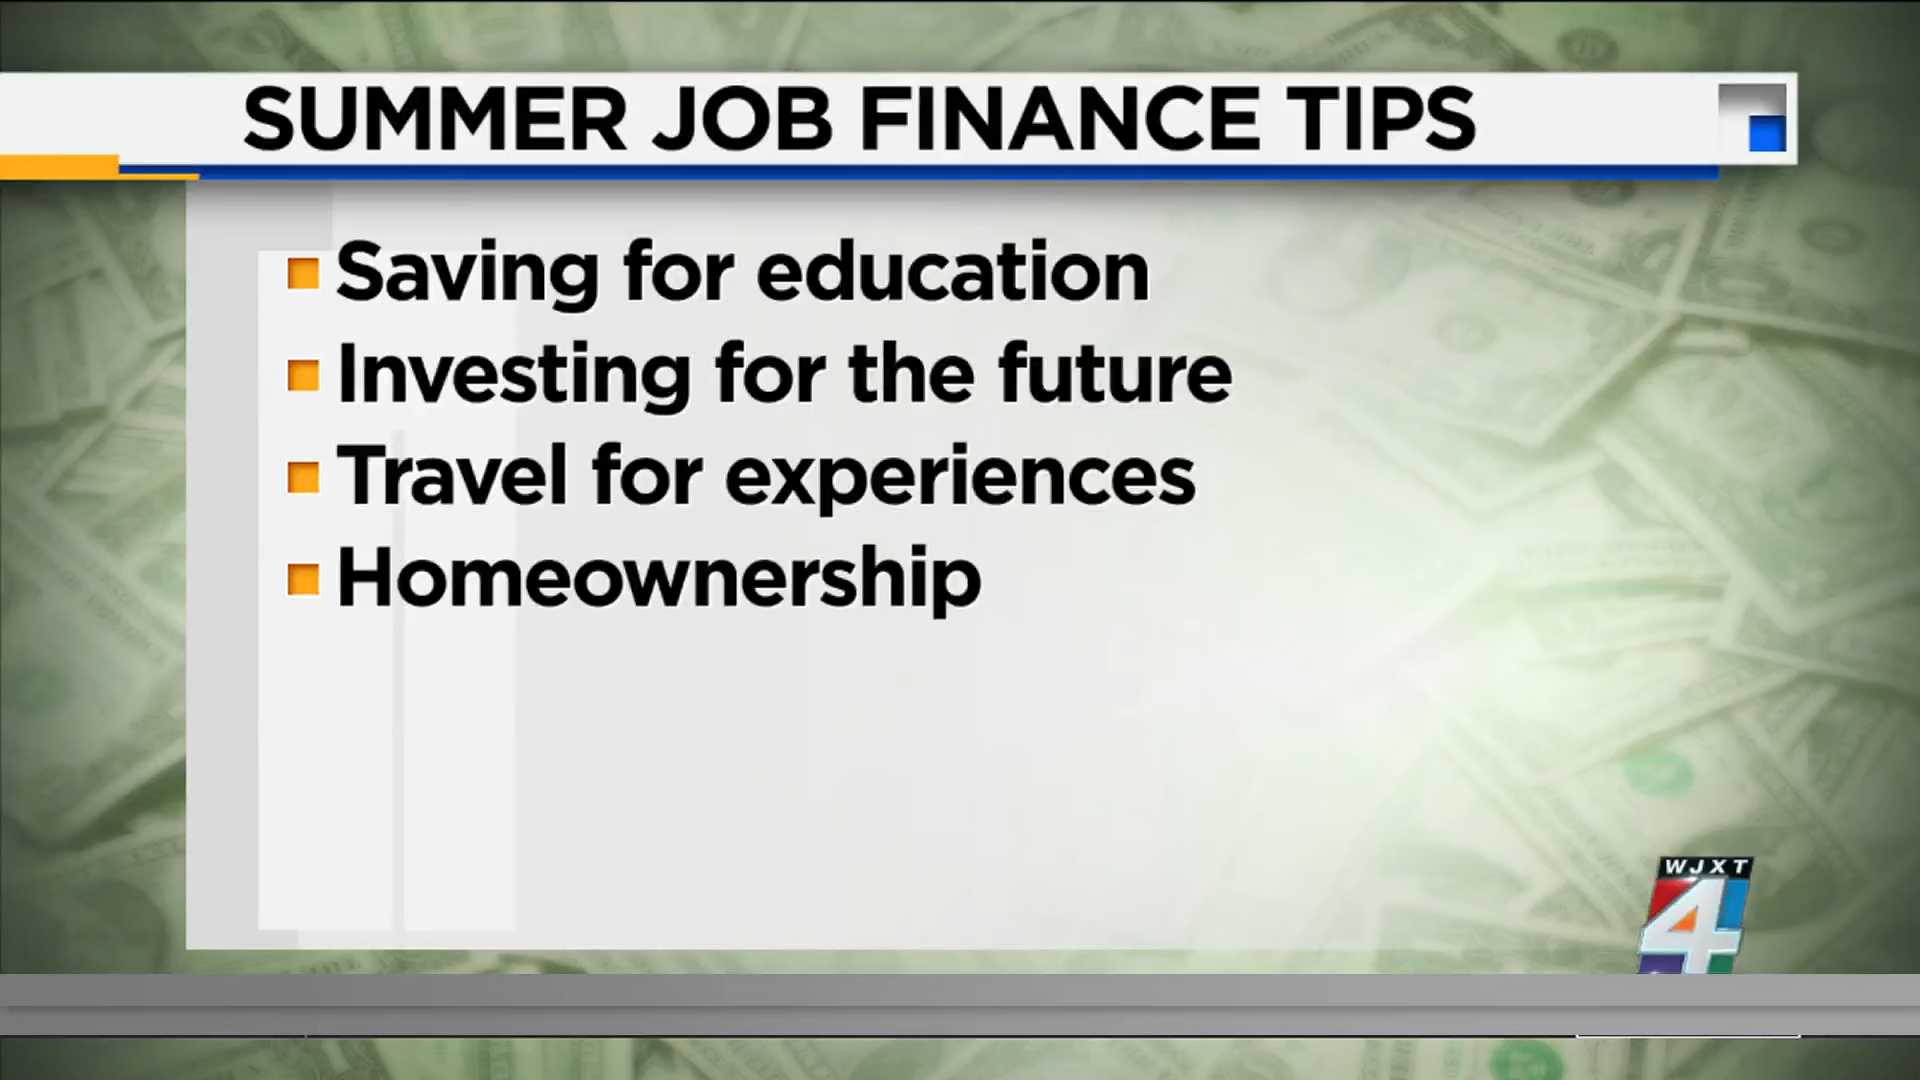 SUMMER JOB FINANCE TIPS
Saving for education
Investing for the future
Travel for experiences
Homeownership
WJXT
4